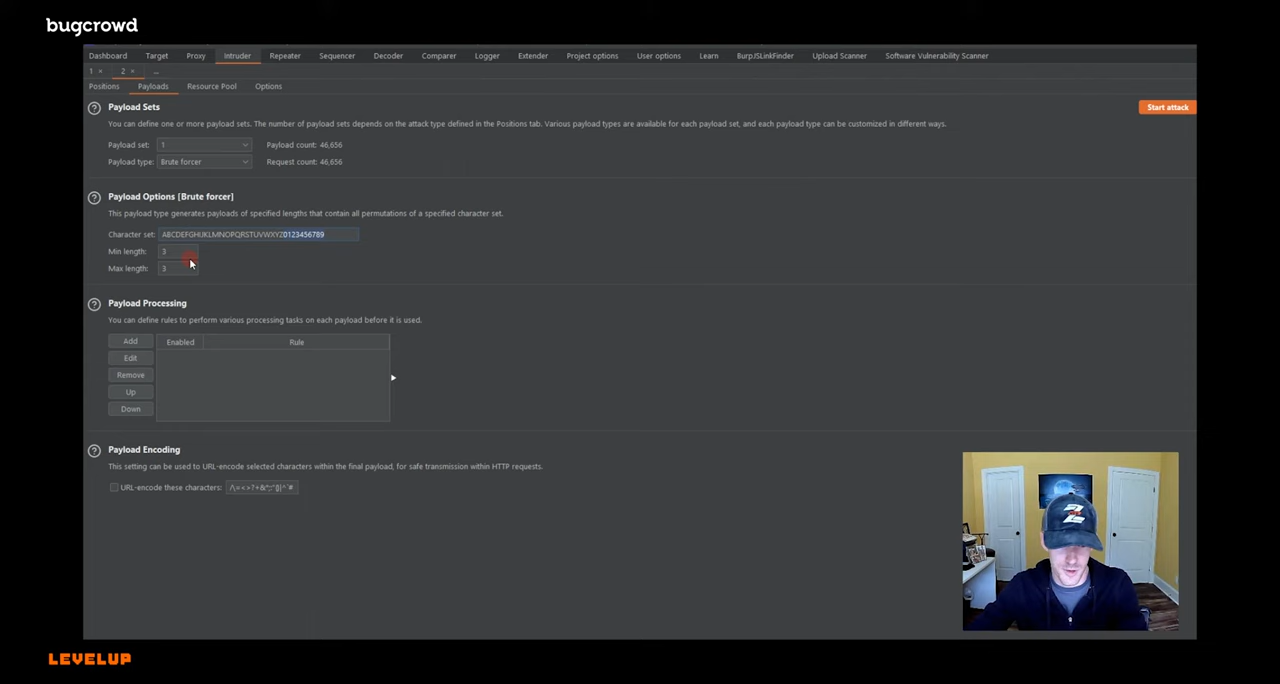 bugcrowd
Dashboard Target Proxy Intruder Repeater Sequencer Decoder Comparer Logger Extender Project options User options Learn BurpJSLinkFinder Upload Scanner Software Vulnerability Scanner
1 × 2 × ...
Positions Payloads Resource Pool Options
? Payload Sets Start attack
You can define one or more payload sets. The number of payload sets depends on the attack type defined in the Positions tab. Various payload types are available for each payload set, and each payload type can be customized in different ways.
Payload set: 1 Payload count: 46,656
Payload type: Brute forcer Request count: 46,656
? Payload Options [Brute forcer]
This payload type generates payloads of specified lengths that contain all permutations of a specified character set.
Character set: ABCDEFGHIJKLMNOPQRSTUVWXYZ0123456789
Min length: 3
Max length: 3
? Payload Processing
You can define rules to perform various processing tasks on each payload before it is used.
Add Enabled Rule
Edit
Remove
Up
Down
? Payload Encoding
This setting can be used to URL-encode selected characters within the final payload, for safe transmission within HTTP requests.
URL-encode these characters:
Z
LEVELUP